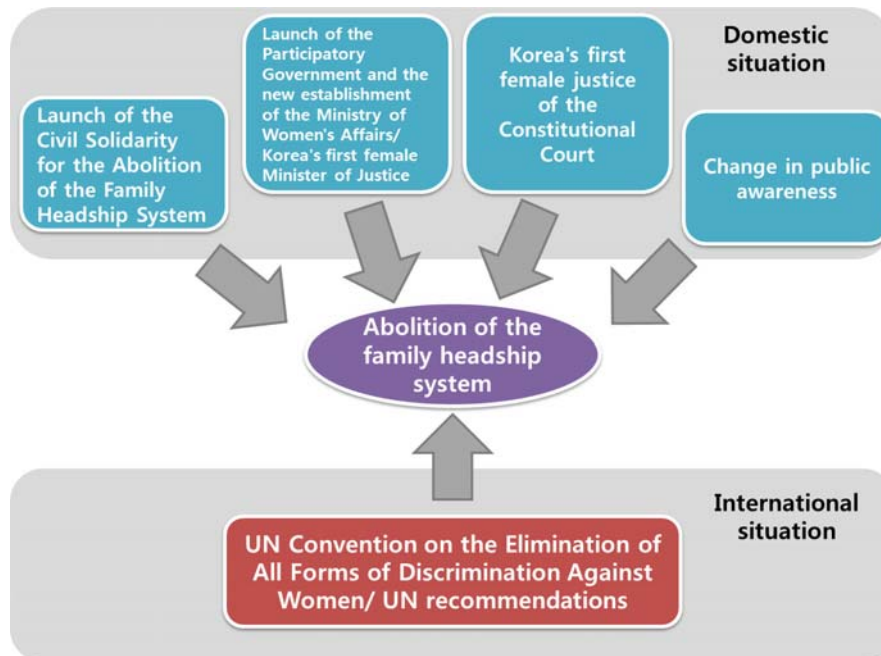 Domestic
situation
Launch of the
Civil Solidarity
for the Abolition
of the Family
Headship System
Launch of the
Participatory
Government and the
new establishment
of the Ministry of
Women's Affairs/
Korea's first female
Minister of Justice
Korea's first
female justice
of the
Constitutional
Court
Change in public
awareness
Abolition of the
family headship
system
International
situation
UN Convention on the Elimination of
All Forms of Discrimination Against
Women/ UN recommendations